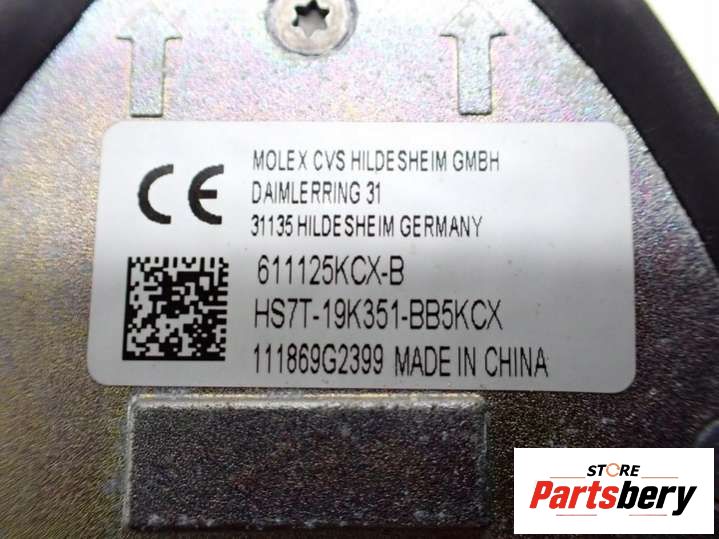 CE
MOLEX CVS HILDESHEIM GMBH
DAIMLERRING 31
31135 HILDESHEIM GERMANY
611125KCX-B
HS7T-19K351-BB5KCX
111869G2399 MADE IN CHINA
STORE
Partsbery